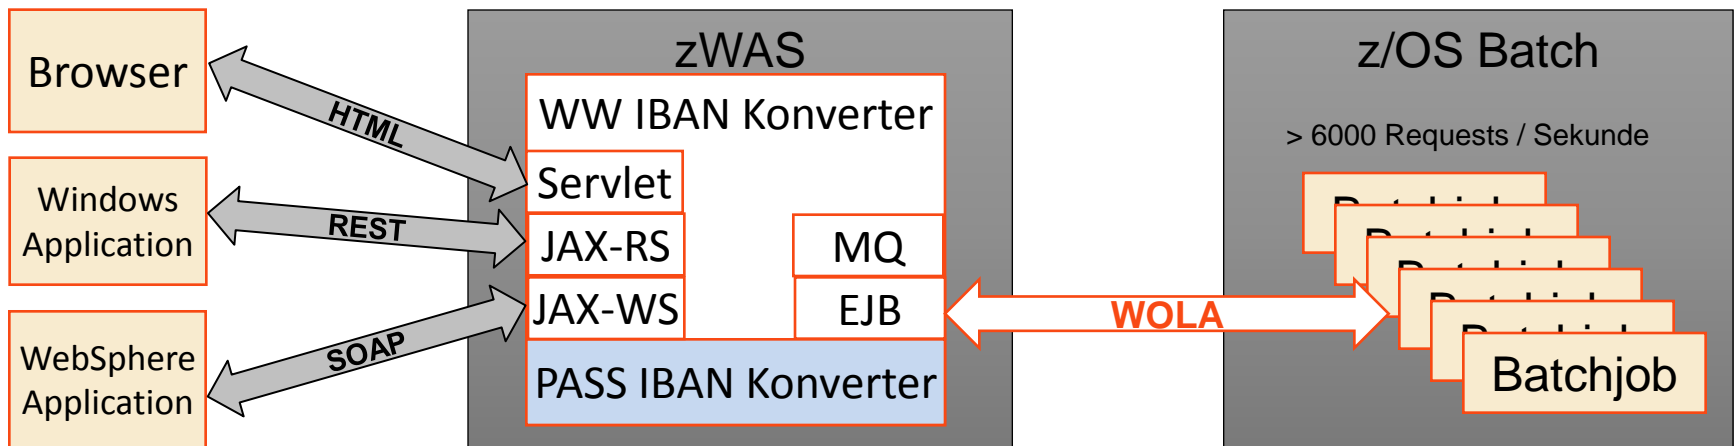 Browser
Windows
Application
WebSphere
Application
HTML
REST
SOAP
zWAS
WW IBAN Konverter
Servlet
JAX-RS
JAX-WS
MQ
EJB
PASS IBAN Konverter
WOLA
z/OS Batch
> 6000 Requests / Sekunde
Batchjob